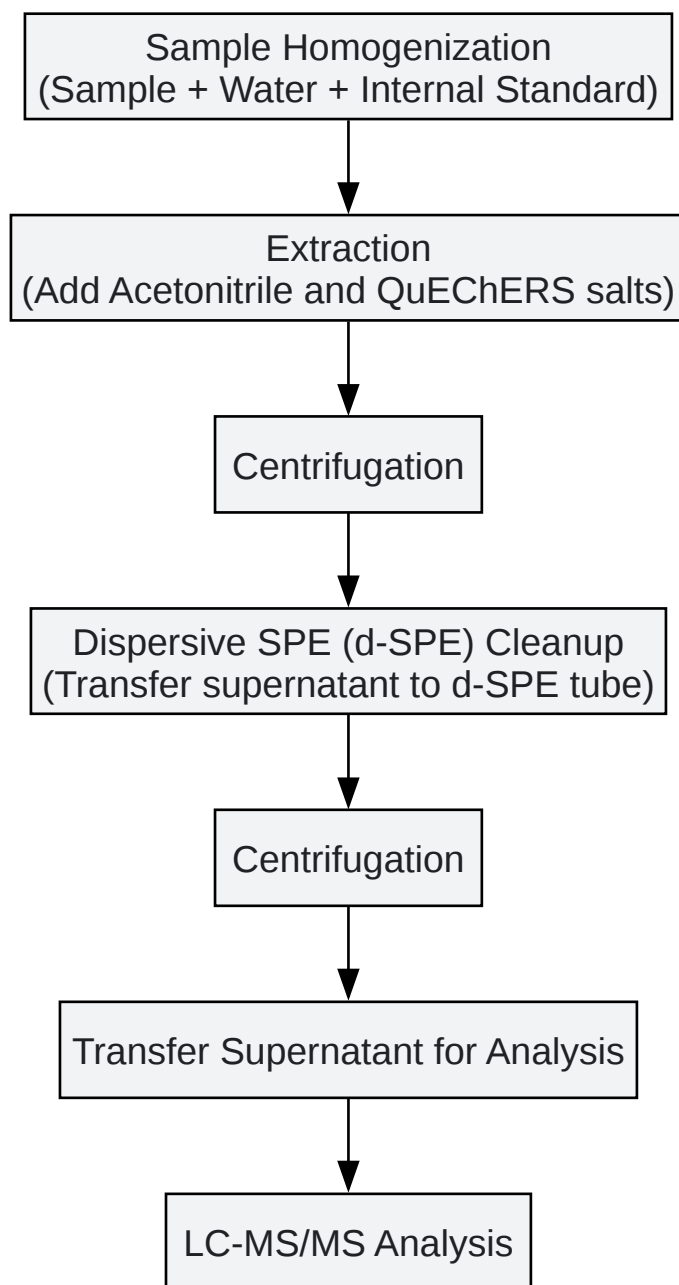 Sample Homogenization
(Sample + Water + Internal Standard)
Extraction
(Add Acetonitrile and QuEChERS salts)
Centrifugation
Dispersive SPE (d-SPE) Cleanup
(Transfer supernatant to d-SPE tube)
Centrifugation
Transfer Supernatant for Analysis
LC-MS/MS Analysis